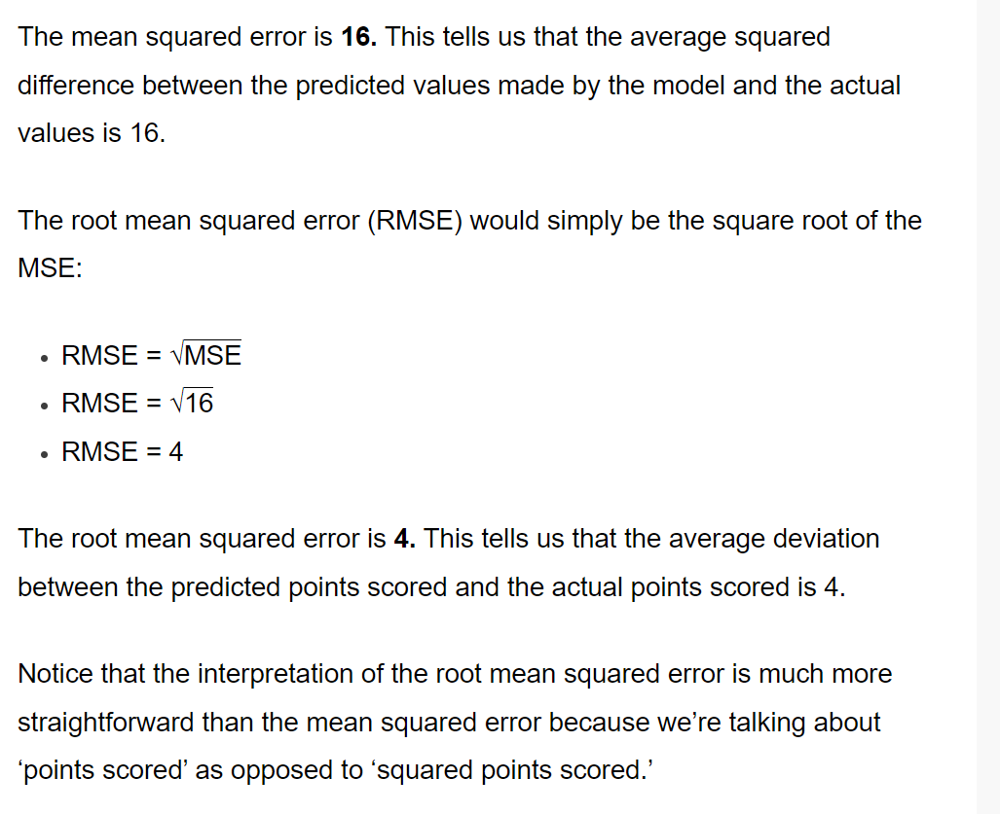 The mean squared error is 16. This tells us that the average squared
difference between the predicted values made by the model and the actual
values is 16.
The root mean squared error (RMSE) would simply be the square root of the
MSE:
• RMSE = √MSE
• RMSE = √16
• RMSE = 4
The root mean squared error is 4. This tells us that the average deviation
between the predicted points scored and the actual points scored is 4.
Notice that the interpretation of the root mean squared error is much more
straightforward than the mean squared error because we’re talking about
‘points scored’ as opposed to ‘squared points scored.’